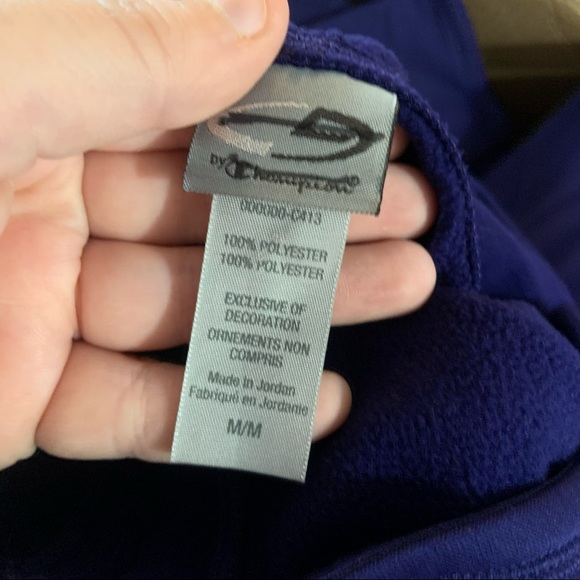 by Champion
000000-C413
100% POLYESTER
100% POLYESTER
EXCLUSIVE OF
DECORATION
ORNEMENTS NON
COMPRIS
Made in Jordan
Fabriqué en Jordanie
M/M